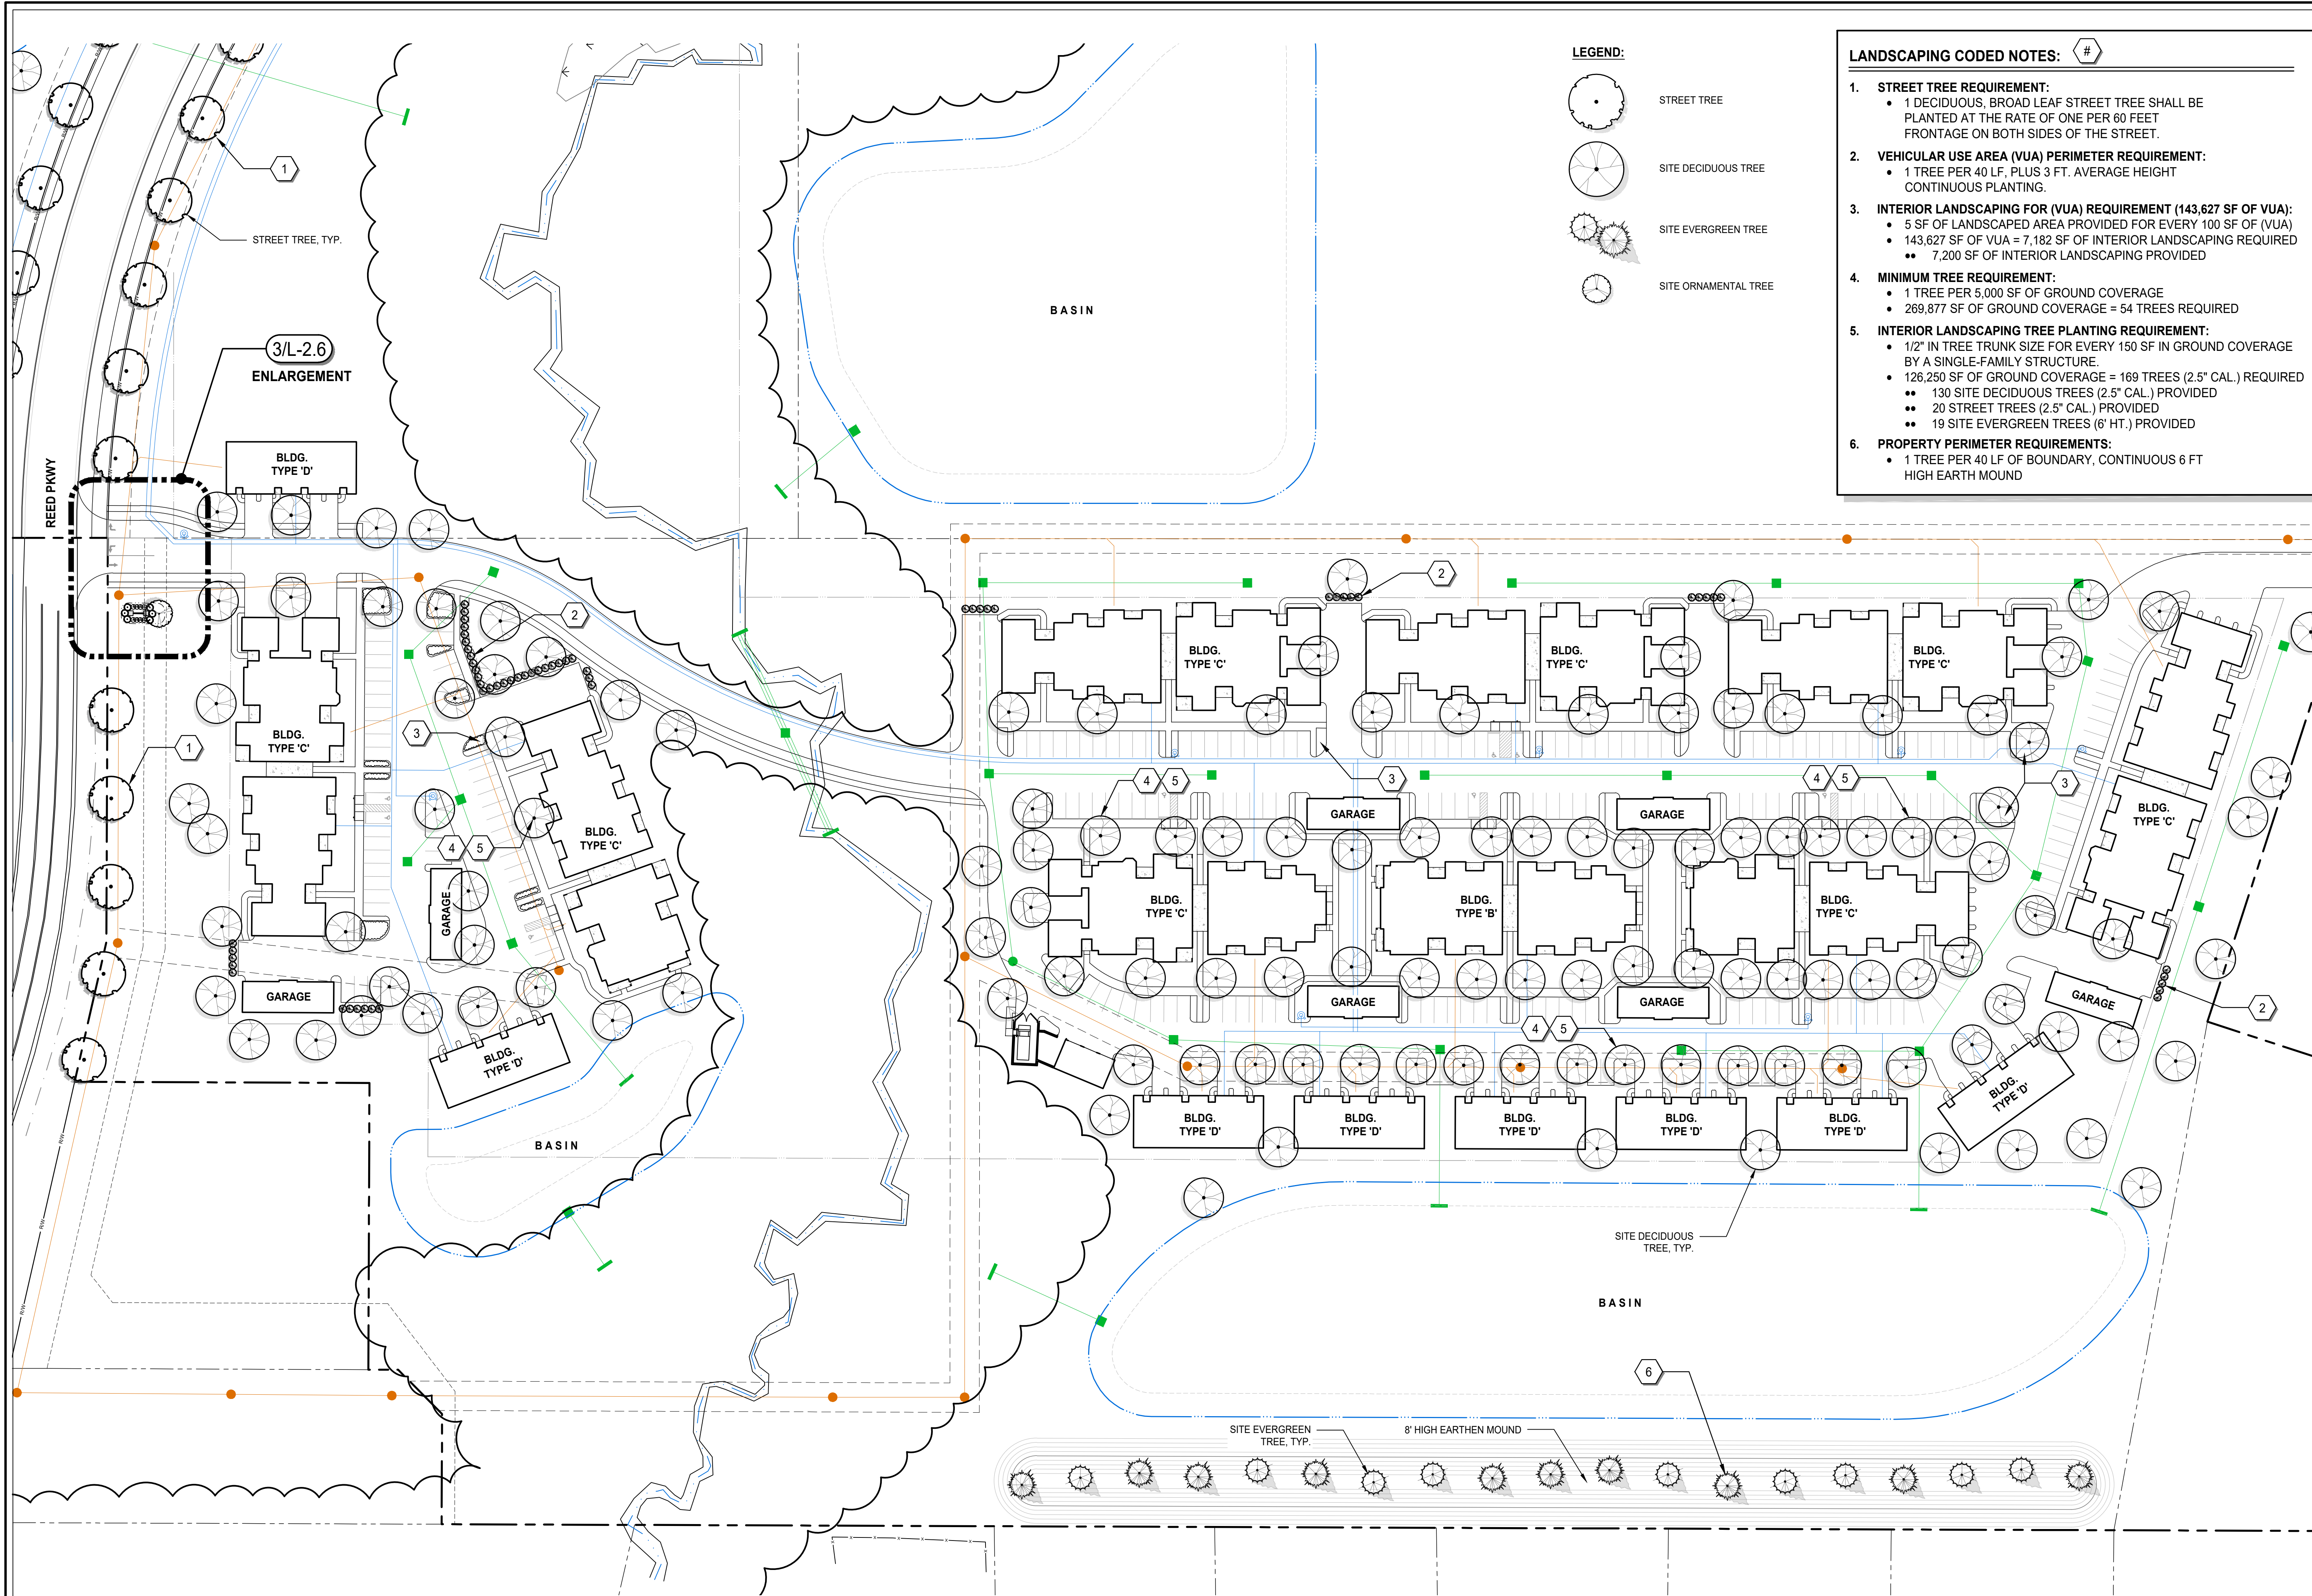 LEGEND:
STREET TREE
SITE DECIDUOUS TREE
SITE EVERGREEN TREE
SITE ORNAMENTAL TREE
LANDSCAPING CODED NOTES: #
1. STREET TREE REQUIREMENT:
• 1 DECIDUOUS, BROAD LEAF STREET TREE SHALL BE
PLANTED AT THE RATE OF ONE PER 60 FEET
FRONTAGE ON BOTH SIDES OF THE STREET.
2. VEHICULAR USE AREA (VUA) PERIMETER REQUIREMENT:
• 1 TREE PER 40 LF, PLUS 3 FT. AVERAGE HEIGHT
CONTINUOUS PLANTING.
3. INTERIOR LANDSCAPING FOR (VUA) REQUIREMENT (143,627 SF OF VUA):
• 5 SF OF LANDSCAPED AREA PROVIDED FOR EVERY 100 SF OF (VUA)
• 143,627 SF OF VUA = 7,182 SF OF INTERIOR LANDSCAPING REQUIRED
•• 7,200 SF OF INTERIOR LANDSCAPING PROVIDED
4. MINIMUM TREE REQUIREMENT:
• 1 TREE PER 5,000 SF OF GROUND COVERAGE
• 269,877 SF OF GROUND COVERAGE = 54 TREES REQUIRED
5. INTERIOR LANDSCAPING TREE PLANTING REQUIREMENT:
• 1/2" IN TREE TRUNK SIZE FOR EVERY 150 SF IN GROUND COVERAGE
BY A SINGLE-FAMILY STRUCTURE.
• 126,250 SF OF GROUND COVERAGE = 169 TREES (2.5" CAL.) REQUIRED
•• 130 SITE DECIDUOUS TREES (2.5" CAL.) PROVIDED
•• 20 STREET TREES (2.5" CAL.) PROVIDED
•• 19 SITE EVERGREEN TREES (6' HT.) PROVIDED
6. PROPERTY PERIMETER REQUIREMENTS:
• 1 TREE PER 40 LF OF BOUNDARY, CONTINUOUS 6 FT
HIGH EARTH MOUND
1
STREET TREE, TYP.
BASIN
3/L-2.6
ENLARGEMENT
REED PKWY
BLDG.
TYPE 'D'
2
2
BLDG.
TYPE 'C'
BLDG.
TYPE 'C'
BLDG.
TYPE 'C'
BLDG.
TYPE 'C'
1
3
3
4 5
4 5
3
GARAGE
GARAGE
BLDG.
TYPE 'C'
BLDG.
TYPE 'C'
4 5
GARAGE
BLDG.
TYPE 'C'
BLDG.
TYPE 'B'
BLDG.
TYPE 'C'
GARAGE
GARAGE
GARAGE
GARAGE
2
4 5
BLDG.
TYPE 'D'
BLDG.
TYPE 'D'
BLDG.
TYPE 'D'
BLDG.
TYPE 'D'
BLDG.
TYPE 'D'
BLDG.
TYPE 'D'
BLDG.
TYPE 'D'
BASIN
R/W
R/W
R/W
SITE DECIDUOUS
TREE, TYP.
BASIN
6
SITE EVERGREEN
TREE, TYP.
8' HIGH EARTHEN MOUND